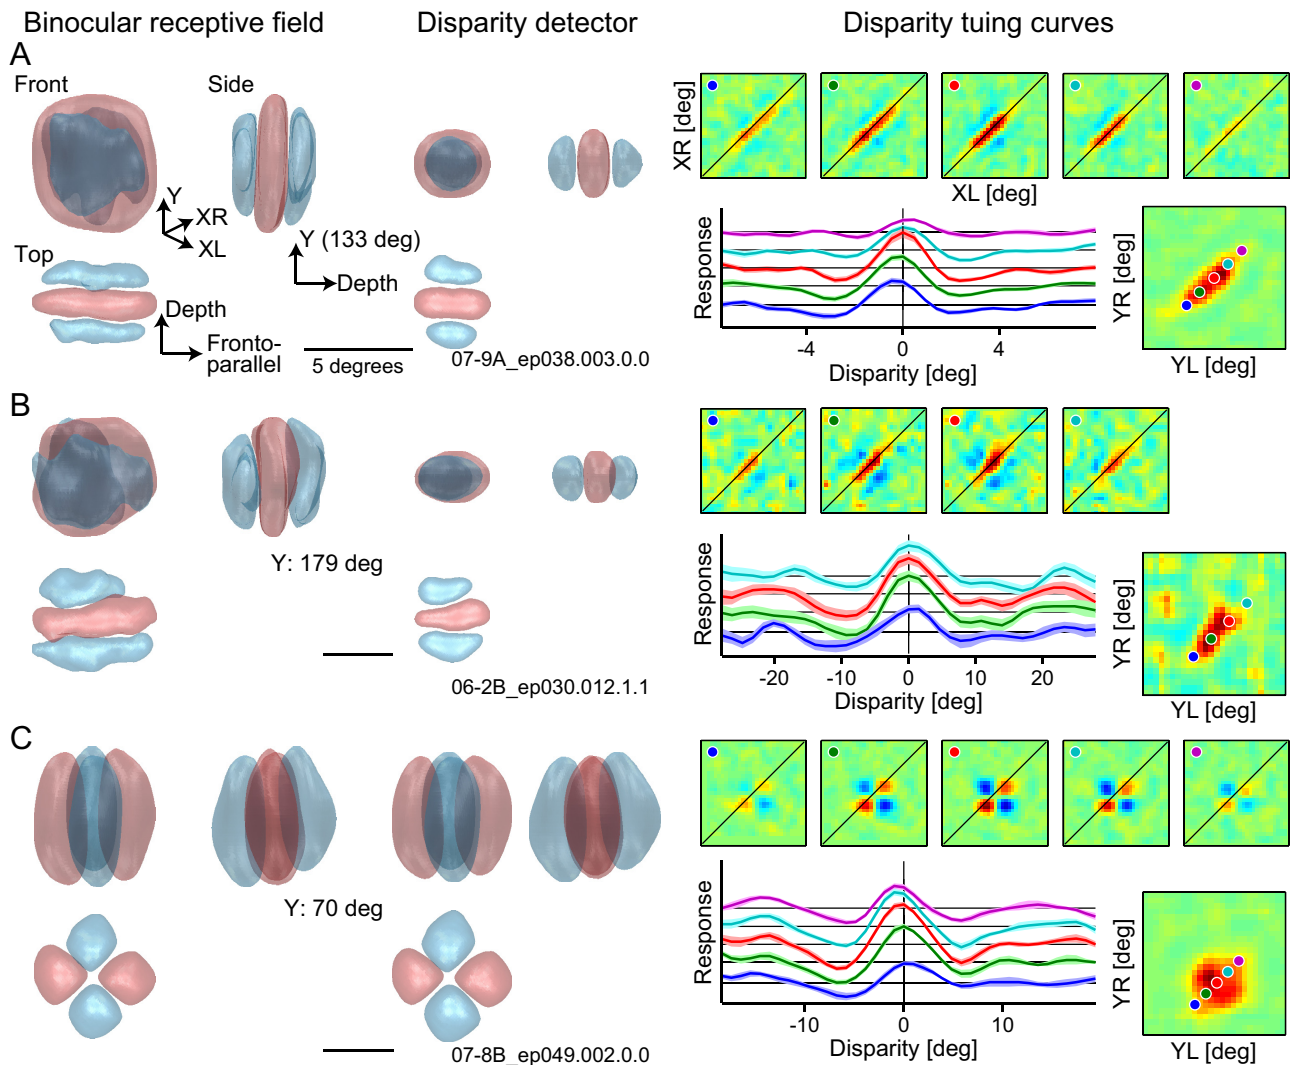 Binocular receptive field
Disparity detector
Disparity tuing curves
A
Front
Side
Y
XR
XL
Y (133 deg)
Depth
Top
Depth
Fronto-
parallel
5 degrees
07-9A_ep038.003.0.0
XR [deg]
XL [deg]
Response
-4
0
4
Disparity [deg]
YR [deg]
YL [deg]
B
Y: 179 deg
06-2B_ep030.012.1.1
Response
-20
-10
0
10
20
Disparity [deg]
YR [deg]
YL [deg]
C
Y: 70 deg
07-8B_ep049.002.0.0
Response
-10
0
10
Disparity [deg]
YR [deg]
YL [deg]